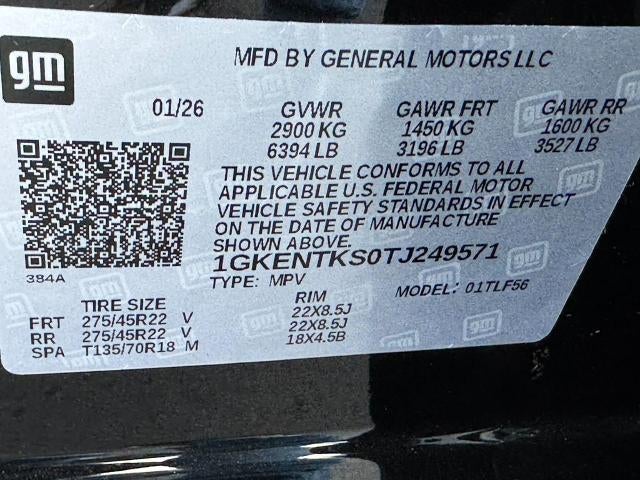 gm
MFD BY GENERAL MOTORS LLC
01/26 GVWR GAWR FRT GAWR RR
2900 KG 1450 KG 1600 KG
6394 LB 3196 LB 3527 LB
THIS VEHICLE CONFORMS TO ALL
APPLICABLE U.S. FEDERAL MOTOR
VEHICLE SAFETY STANDARDS IN EFFECT
ON THE DATE OF MANUFACTURE
SHOWN ABOVE.
1GKENTKS0TJ249571
384A
TYPE: MPV MODEL: 01TLF56
TIRE SIZE RIM
FRT 275/45R22 V 22X8.5J
RR 275/45R22 V 22X8.5J
SPA T135/70R18 M 18X4.5B